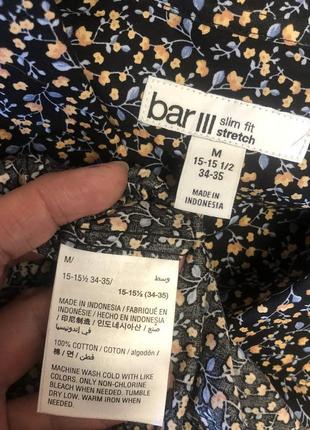 bar III slim fit
stretch
M
15-15 1/2
34-35
MADE IN
INDONESIA
M/ وسط
15-15½ 34-35/
15-15½ (34-35)
MADE IN INDONESIA / FABRIQUÉ EN
INDONÉSIE / HECHO EN INDONESIA
/ 印尼制造 / 인도네시아산 / صنع
في إندونيسيا
100% COTTON / COTON / algodón /
棉 / 면 / قطن
MACHINE WASH COLD WITH LIKE
COLORS. ONLY NON-CHLORINE
BLEACH WHEN NEEDED. TUMBLE
DRY LOW. WARM IRON WHEN
NEEDED.